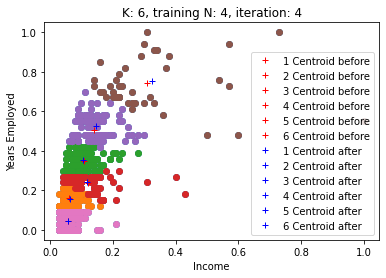 K: 6, training N: 4, iteration: 4
1.0
0.8
0.6
0.4
0.2
0.0
Years Employed
1 Centroid before
2 Centroid before
3 Centroid before
4 Centroid before
5 Centroid before
6 Centroid before
1 Centroid after
2 Centroid after
3 Centroid after
4 Centroid after
5 Centroid after
6 Centroid after
0.0 0.2 0.4 0.6 0.8 1.0
Income